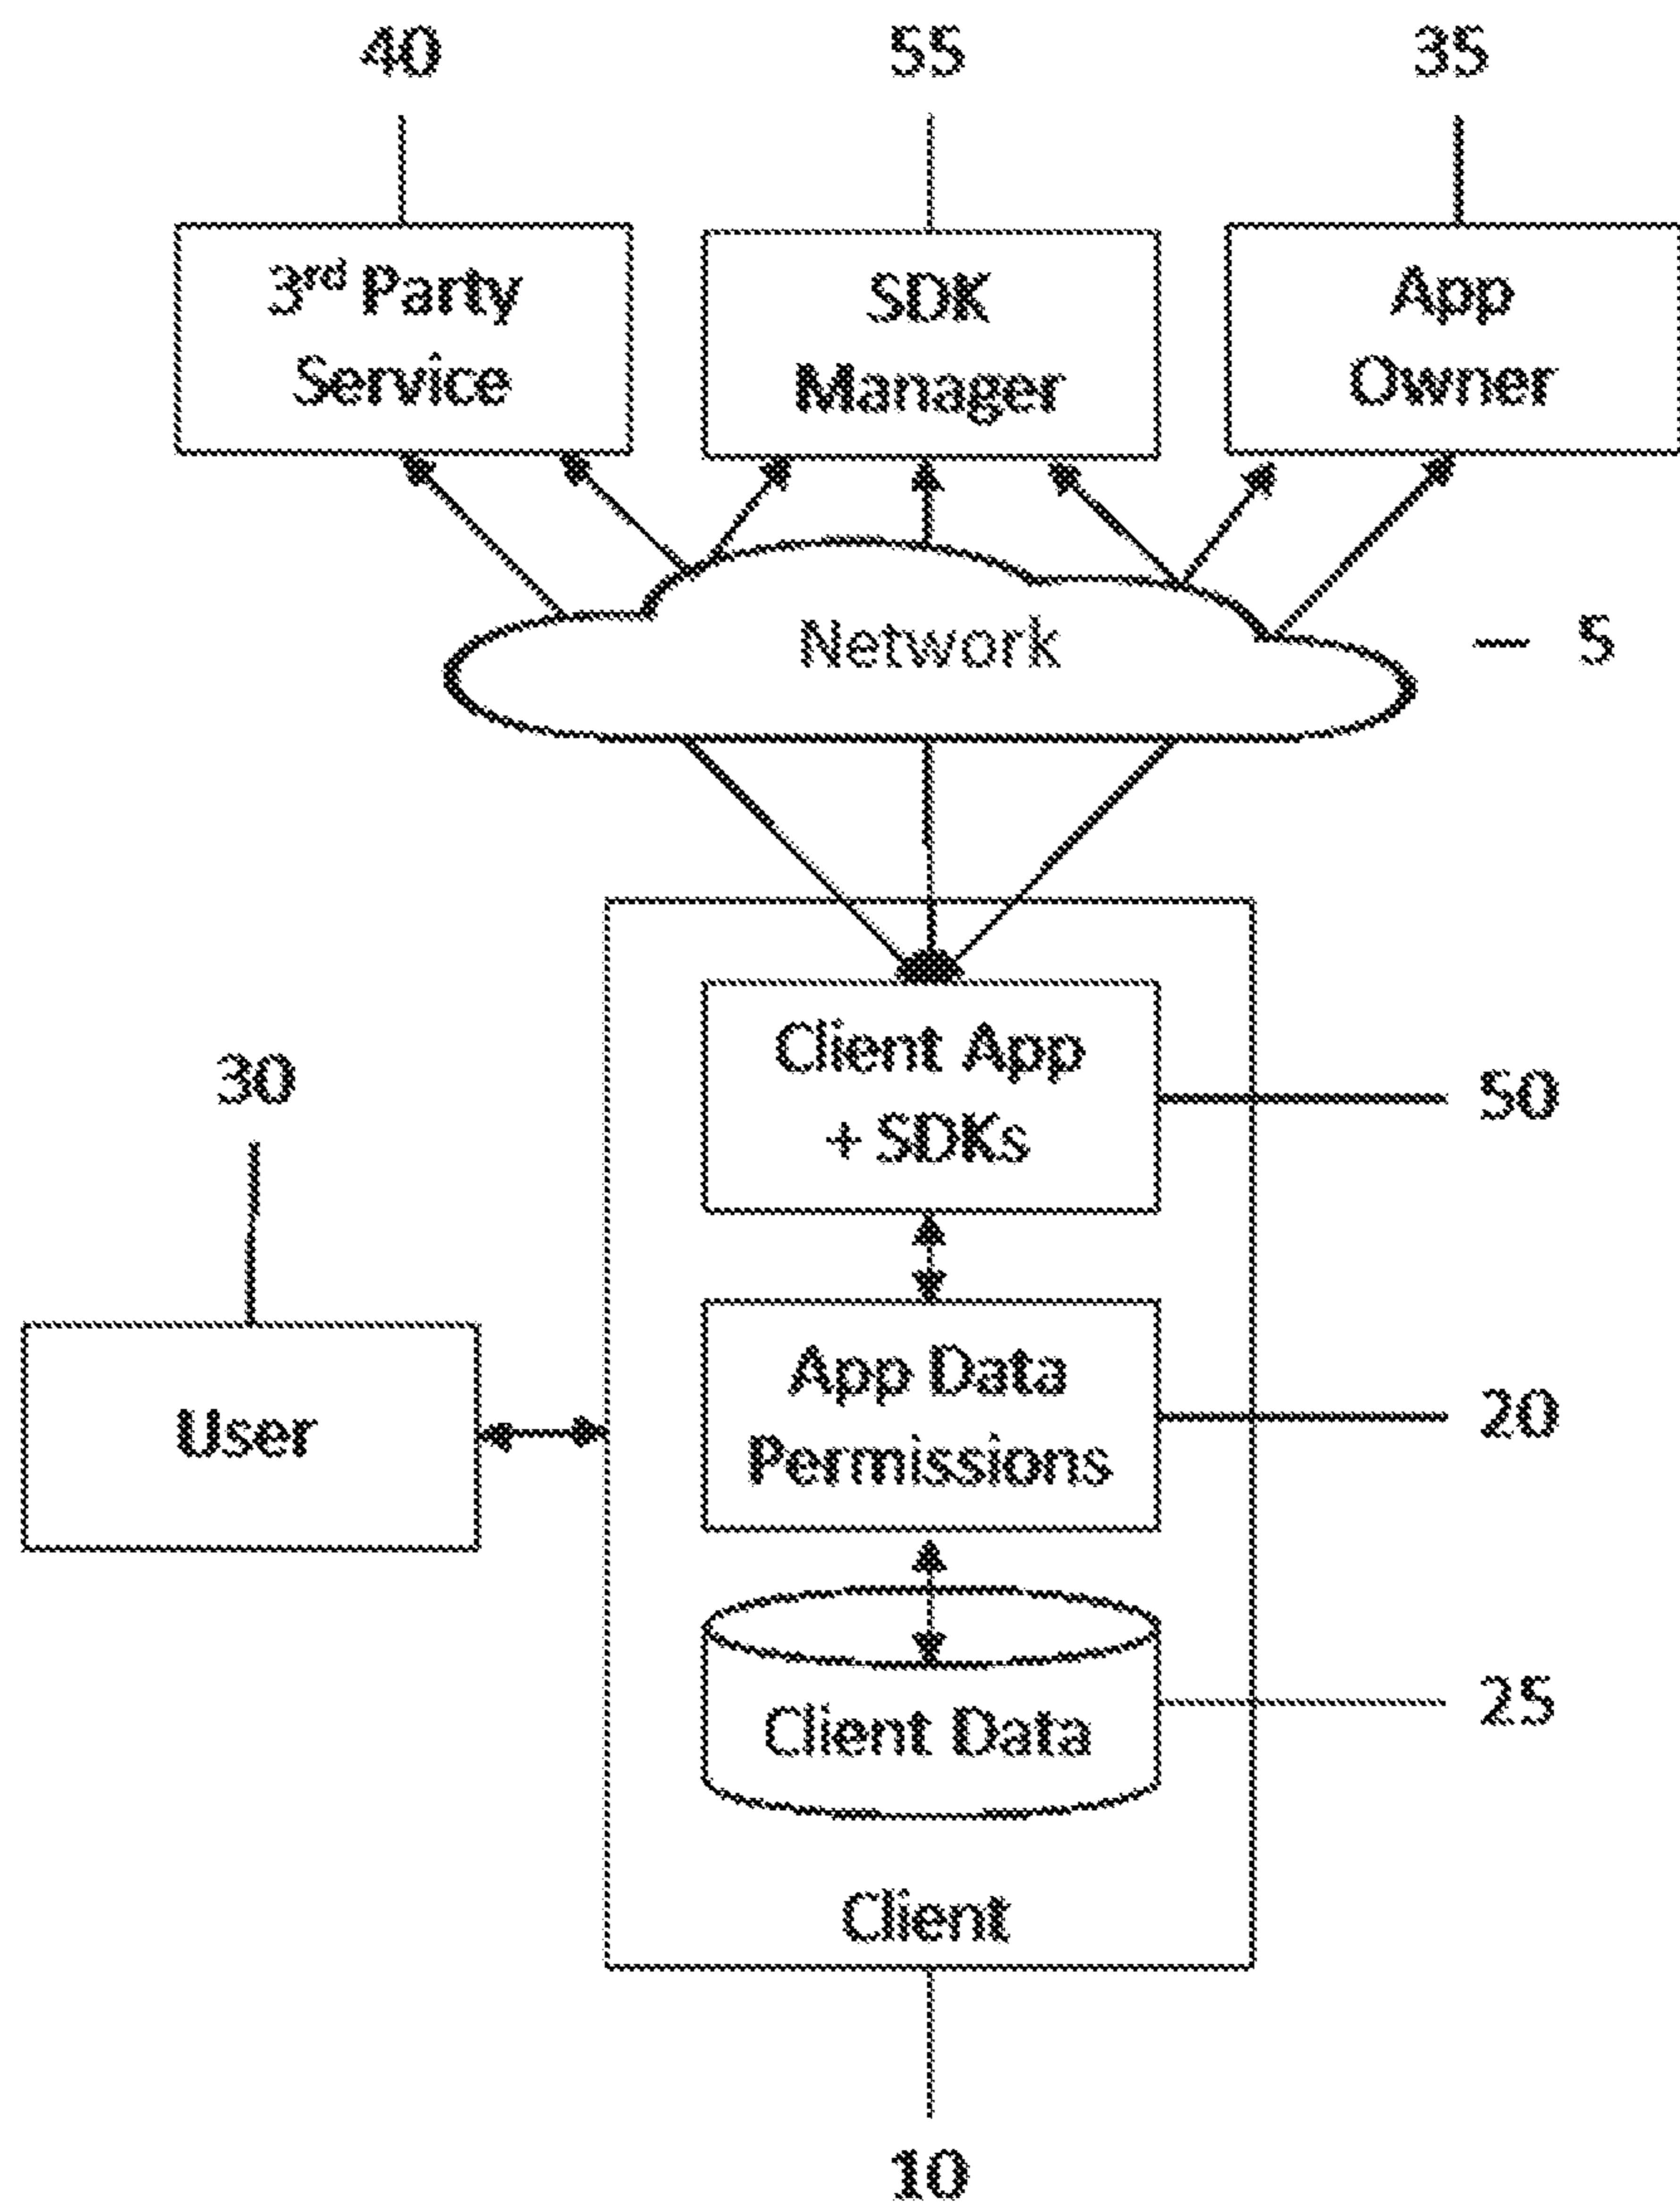 40
55
35
3rd Party
Service
SDK
Manager
App
Owner
Network
5
Client App
+ SDKs
30
50
App Data
Permissions
User
20
Client Data
25
Client
10